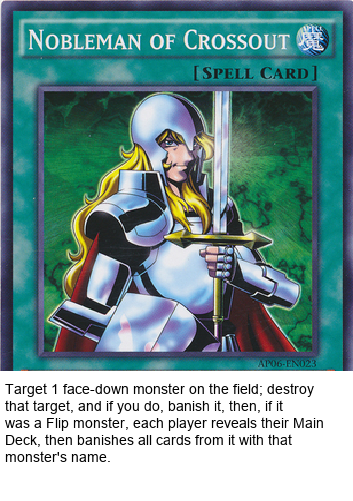 NOBLEMAN OF CROSSOUT
[SPELL CARD]
AP06-EN023
Target 1 face-down monster on the field; destroy
that target, and if you do, banish it, then, if it
was a Flip monster, each player reveals their Main
Deck, then banishes all cards from it with that
monster's name.